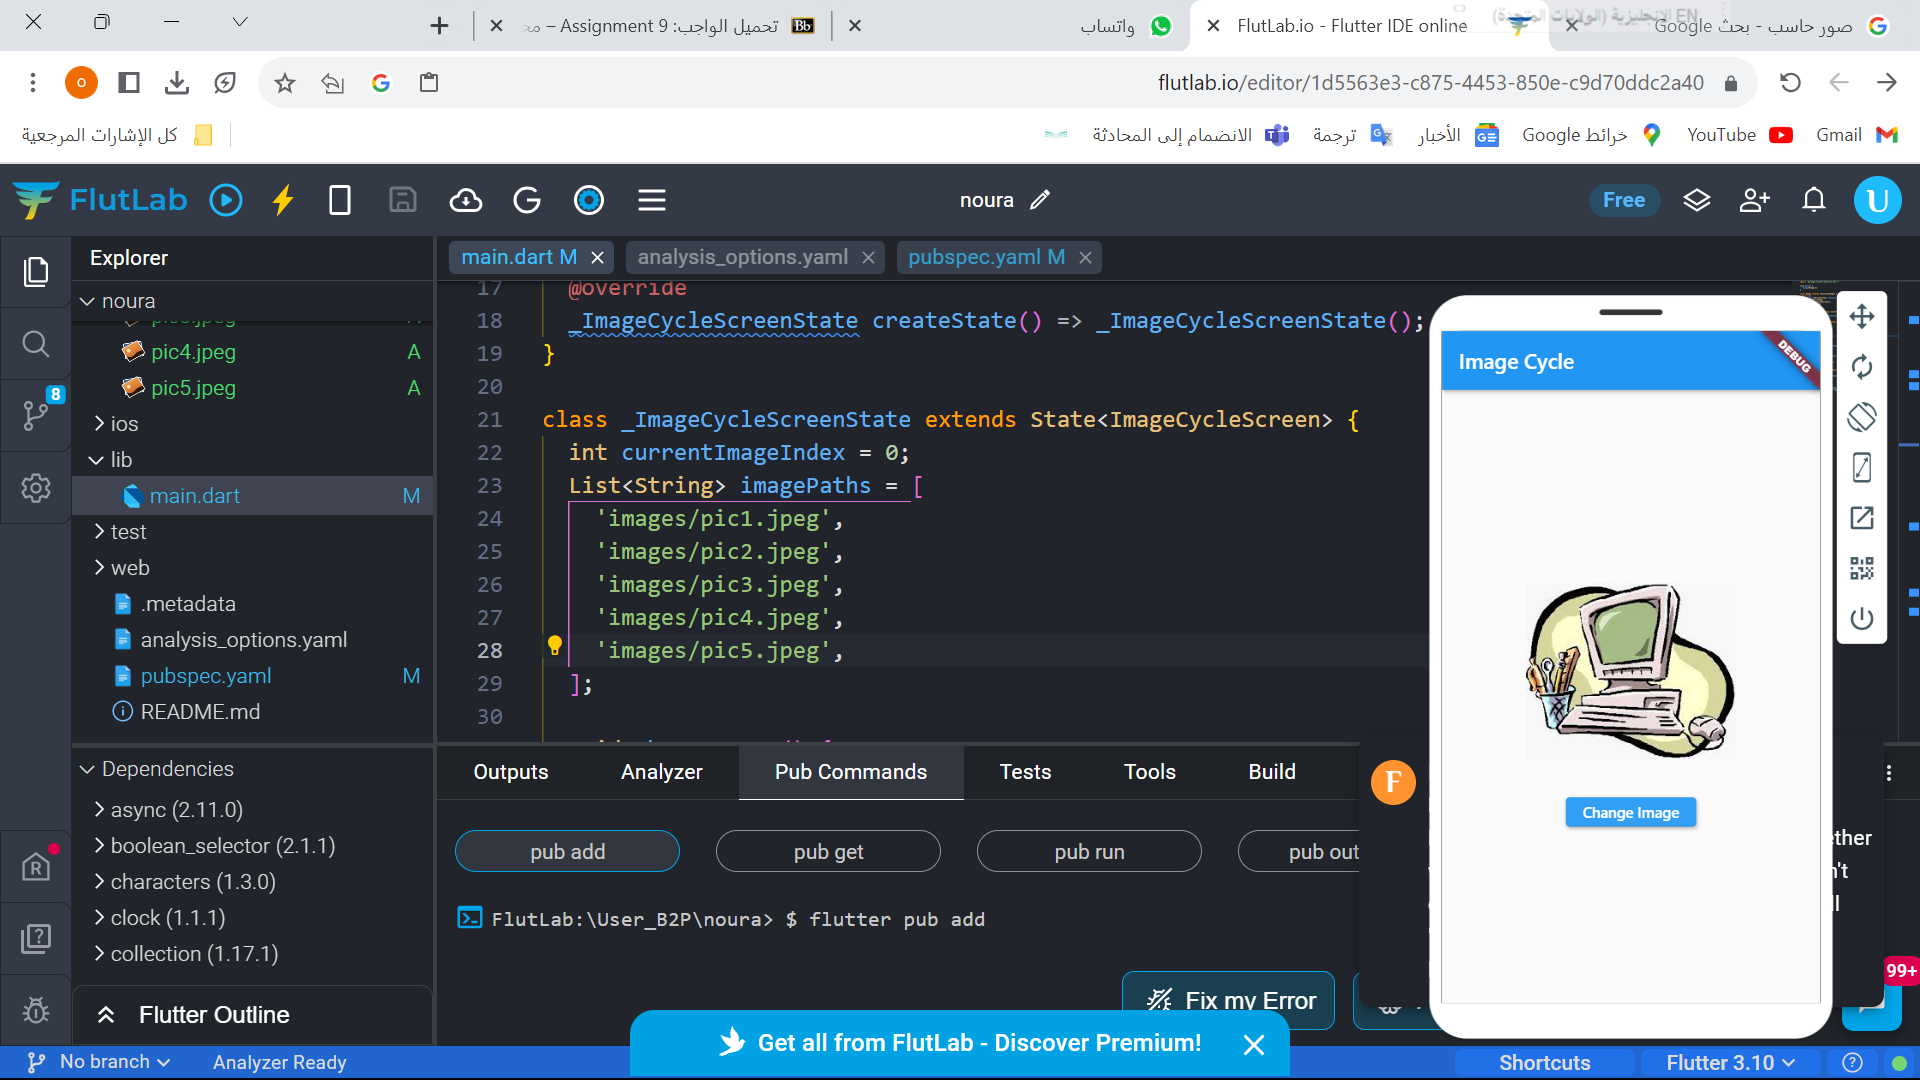 تحميل الواجب: Assignment 9 –
واتساب
FlutLab.io - Flutter IDE online
صور حاسب - بحث Google
EN الإنجليزية (الولايات المتحدة)
o
flutlab.io/editor/1d5563e3-c875-4453-850e-c9d70ddc2a40
كل الإشارات المرجعية
الانضمام إلى المحادثة
ترجمة
الأخبار
خرائط Google
YouTube
Gmail
FlutLab
noura
Free
U
Explorer
main.dart M
analysis_options.yaml
pubspec.yaml M
noura
pic4.jpeg A
pic5.jpeg A
8
ios
lib
main.dart M
test
web
.metadata
analysis_options.yaml
pubspec.yaml M
README.md
Dependencies
async (2.11.0)
boolean_selector (2.1.1)
characters (1.3.0)
clock (1.1.1)
collection (1.17.1)
Flutter Outline
17 @override
18 _ImageCycleScreenState createState() => _ImageCycleScreenState();
19 }
20
21 class _ImageCycleScreenState extends State<ImageCycleScreen> {
22 int currentImageIndex = 0;
23 List<String> imagePaths = [
24 'images/pic1.jpeg',
25 'images/pic2.jpeg',
26 'images/pic3.jpeg',
27 'images/pic4.jpeg',
28 'images/pic5.jpeg',
29 ];
30
Image Cycle
DEBUG
Change Image
Outputs
Analyzer
Pub Commands
Tests
Tools
Build
F
pub add
pub get
pub run
pub out
FlutLab:\User_B2P\noura> $ flutter pub add
Fix my Error
99+
Get all from FlutLab - Discover Premium!
No branch
Analyzer Ready
Shortcuts
Flutter 3.10